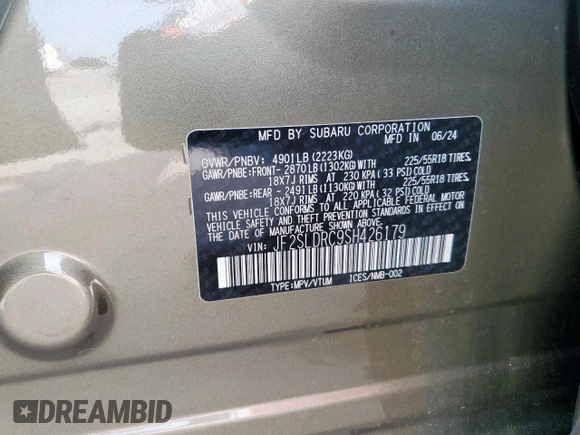 MFD BY SUBARU CORPORATION
MFD IN 06/24
GVWR/PNBV: 4901LB(2223KG)
GAWR/PNBE:FRONT- 2870LB(1302KG)WITH 225/55R18 TIRES,
18X7J RIMS AT 230 KPA( 33 PSI)COLD
GAWR/PNBE:REAR - 2491LB(1130KG)WITH 225/55R18 TIRES,
18X7J RIMS AT 220 KPA( 32 PSI)COLD
THIS VEHICLE CONFORMS TO ALL APPLICABLE FEDERAL MOTOR
VEHICLE SAFETY, BUMPER, AND THEFT PREVENTION STANDARDS
IN EFFECT ON THE DATE OF MANUFACTURE SHOWN ABOVE.
VIN: JF2SLDRC9SH426179
TYPE:MPV/VTUM ICES/NMB-002
DREAMBID